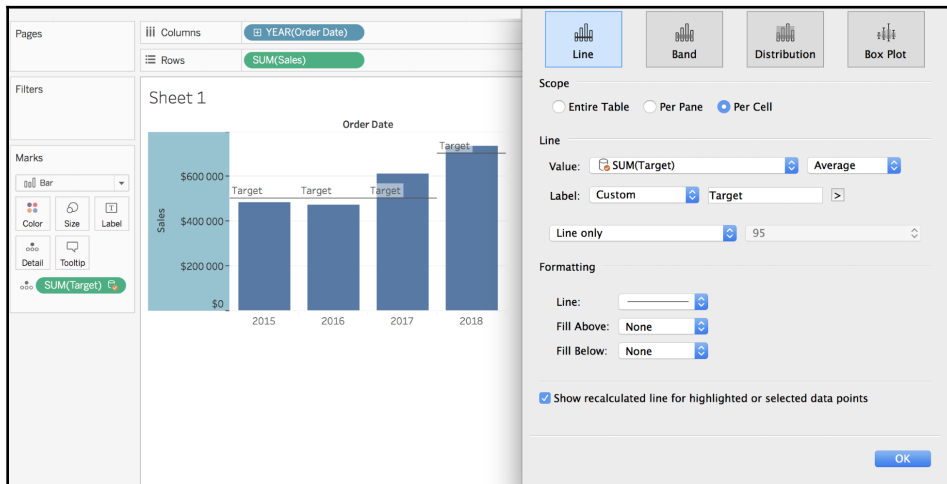 Pages
Columns
YEAR(Order Date)
Rows
SUM(Sales)
Filters
Marks
Bar
Color
Size
Label
Detail
Tooltip
SUM(Target)
Sheet 1
Order Date
Sales
$600 000
$400 000
$200 000
$0
Target
Target
Target
Target
2015
2016
2017
2018
Line
Band
Distribution
Box Plot
Scope
Entire Table
Per Pane
Per Cell
Line
Value: SUM(Target) Average
Label: Custom Target >
Line only 95
Formatting
Line:
Fill Above: None
Fill Below: None
Show recalculated line for highlighted or selected data points
OK